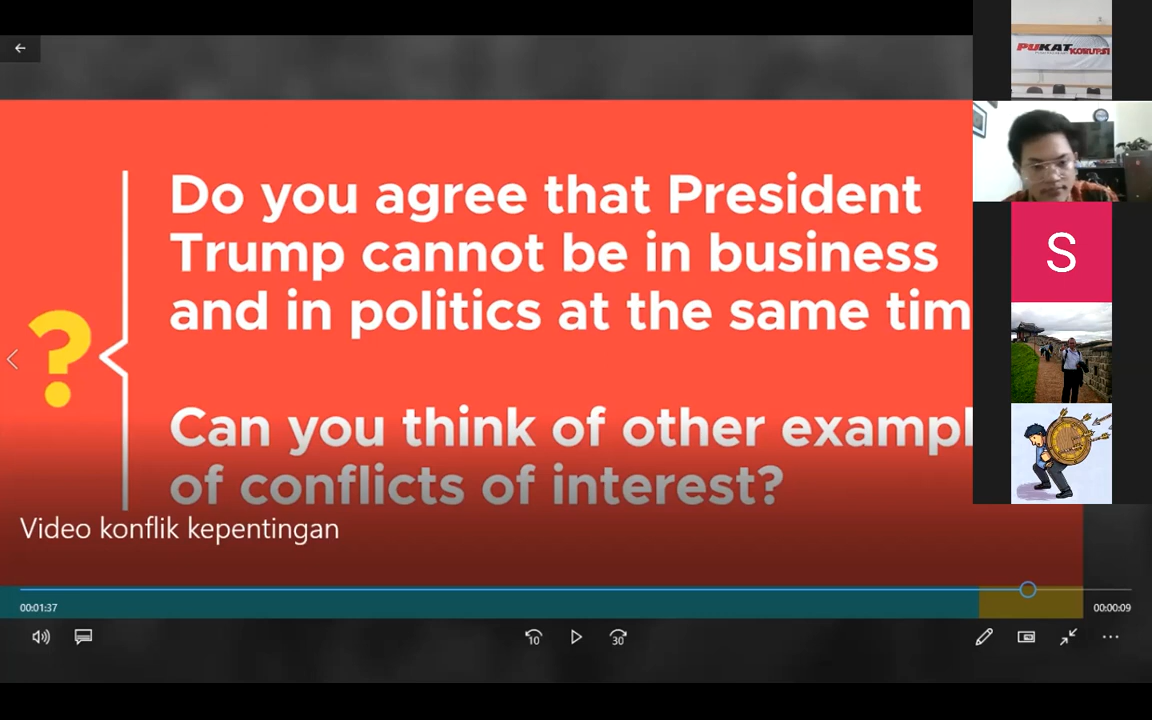 PUKAT
KORUPSI
Do you agree that President
Trump cannot be in business
and in politics at the same tim
Can you think of other exampl
of conflicts of interest?
?
S
Video konflik kepentingan
00:01:37
00:00:09
10
30